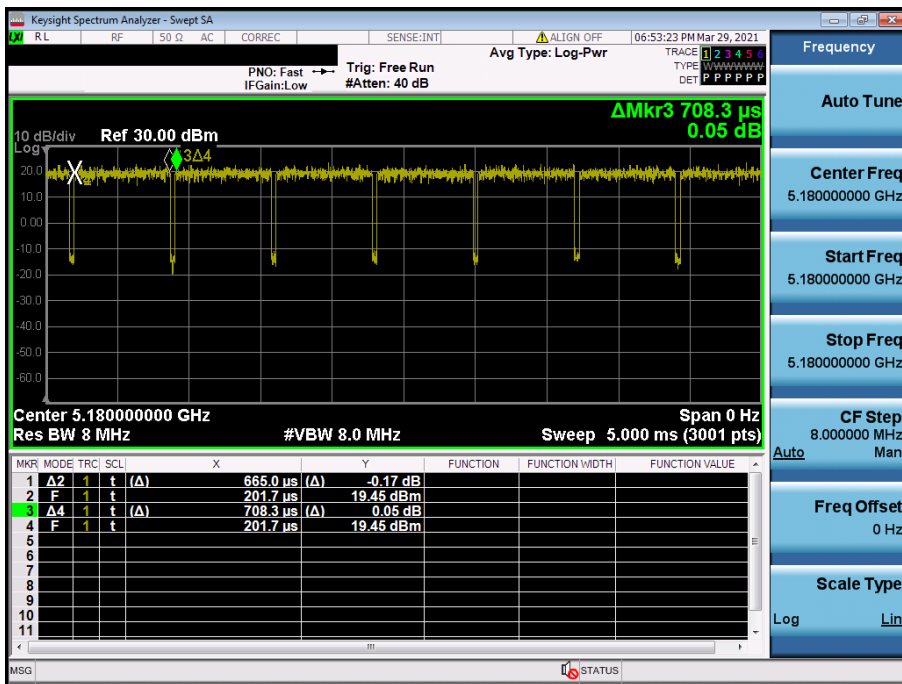 Keysight Spectrum Analyzer - Swept SA
LXI RL RF 50 Ω AC CORREC SENSE:INT ALIGN OFF 06:53:23 PM Mar 29, 2021
PNO: Fast Trig: Free Run Avg Type: Log-Pwr TRACE 1 2 3 4 5 6
IFGain:Low #Atten: 40 dB TYPE WWWWWW
DET P P P P P P
ΔMkr3 708.3 µs
0.05 dB
10 dB/div Ref 30.00 dBm
Log
3Δ4
20.0
10.0
0.00
-10.0
-20.0
-30.0
-40.0
-50.0
-60.0
Center 5.180000000 GHz Span 0 Hz
Res BW 8 MHz #VBW 8.0 MHz Sweep 5.000 ms (3001 pts)
MKR MODE TRC SCL X Y FUNCTION FUNCTION WIDTH FUNCTION VALUE
1 Δ2 1 t (Δ) 665.0 µs (Δ) -0.17 dB
2 F 1 t 201.7 µs 19.45 dBm
3 Δ4 1 t (Δ) 708.3 µs (Δ) 0.05 dB
4 F 1 t 201.7 µs 19.45 dBm
5
6
7
8
9
10
11
MSG STATUS
Frequency
Auto Tune
Center Freq
5.180000000 GHz
Start Freq
5.180000000 GHz
Stop Freq
5.180000000 GHz
CF Step
8.000000 MHz
Auto Man
Freq Offset
0 Hz
Scale Type
Log Lin